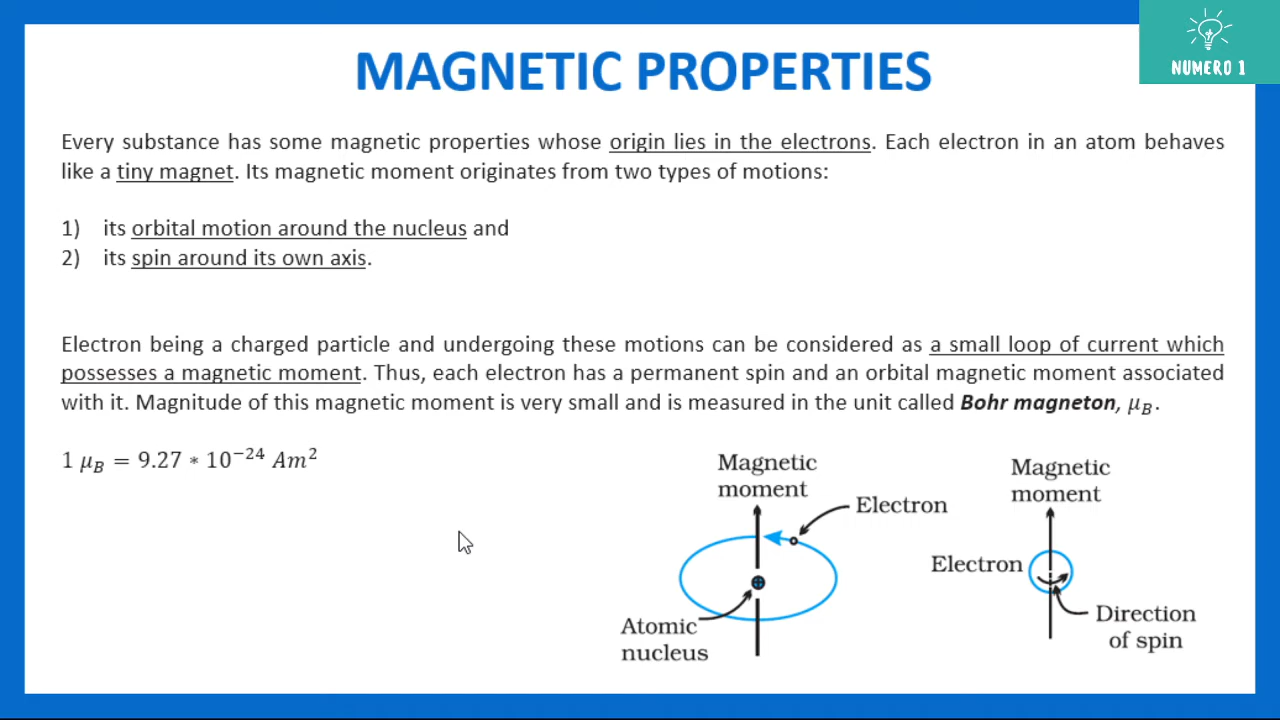 NUMERO 1
MAGNETIC PROPERTIES
Every substance has some magnetic properties whose origin lies in the electrons. Each electron in an atom behaves
like a tiny magnet. Its magnetic moment originates from two types of motions:
1) its orbital motion around the nucleus and
2) its spin around its own axis.
Electron being a charged particle and undergoing these motions can be considered as a small loop of current which
possesses a magnetic moment. Thus, each electron has a permanent spin and an orbital magnetic moment associated
with it. Magnitude of this magnetic moment is very small and is measured in the unit called Bohr magneton, μ_B.
1 μ_B = 9.27 * 10^−24 Am^2
Magnetic
moment
Electron
Atomic
nucleus
Magnetic
moment
Electron
Direction
of spin